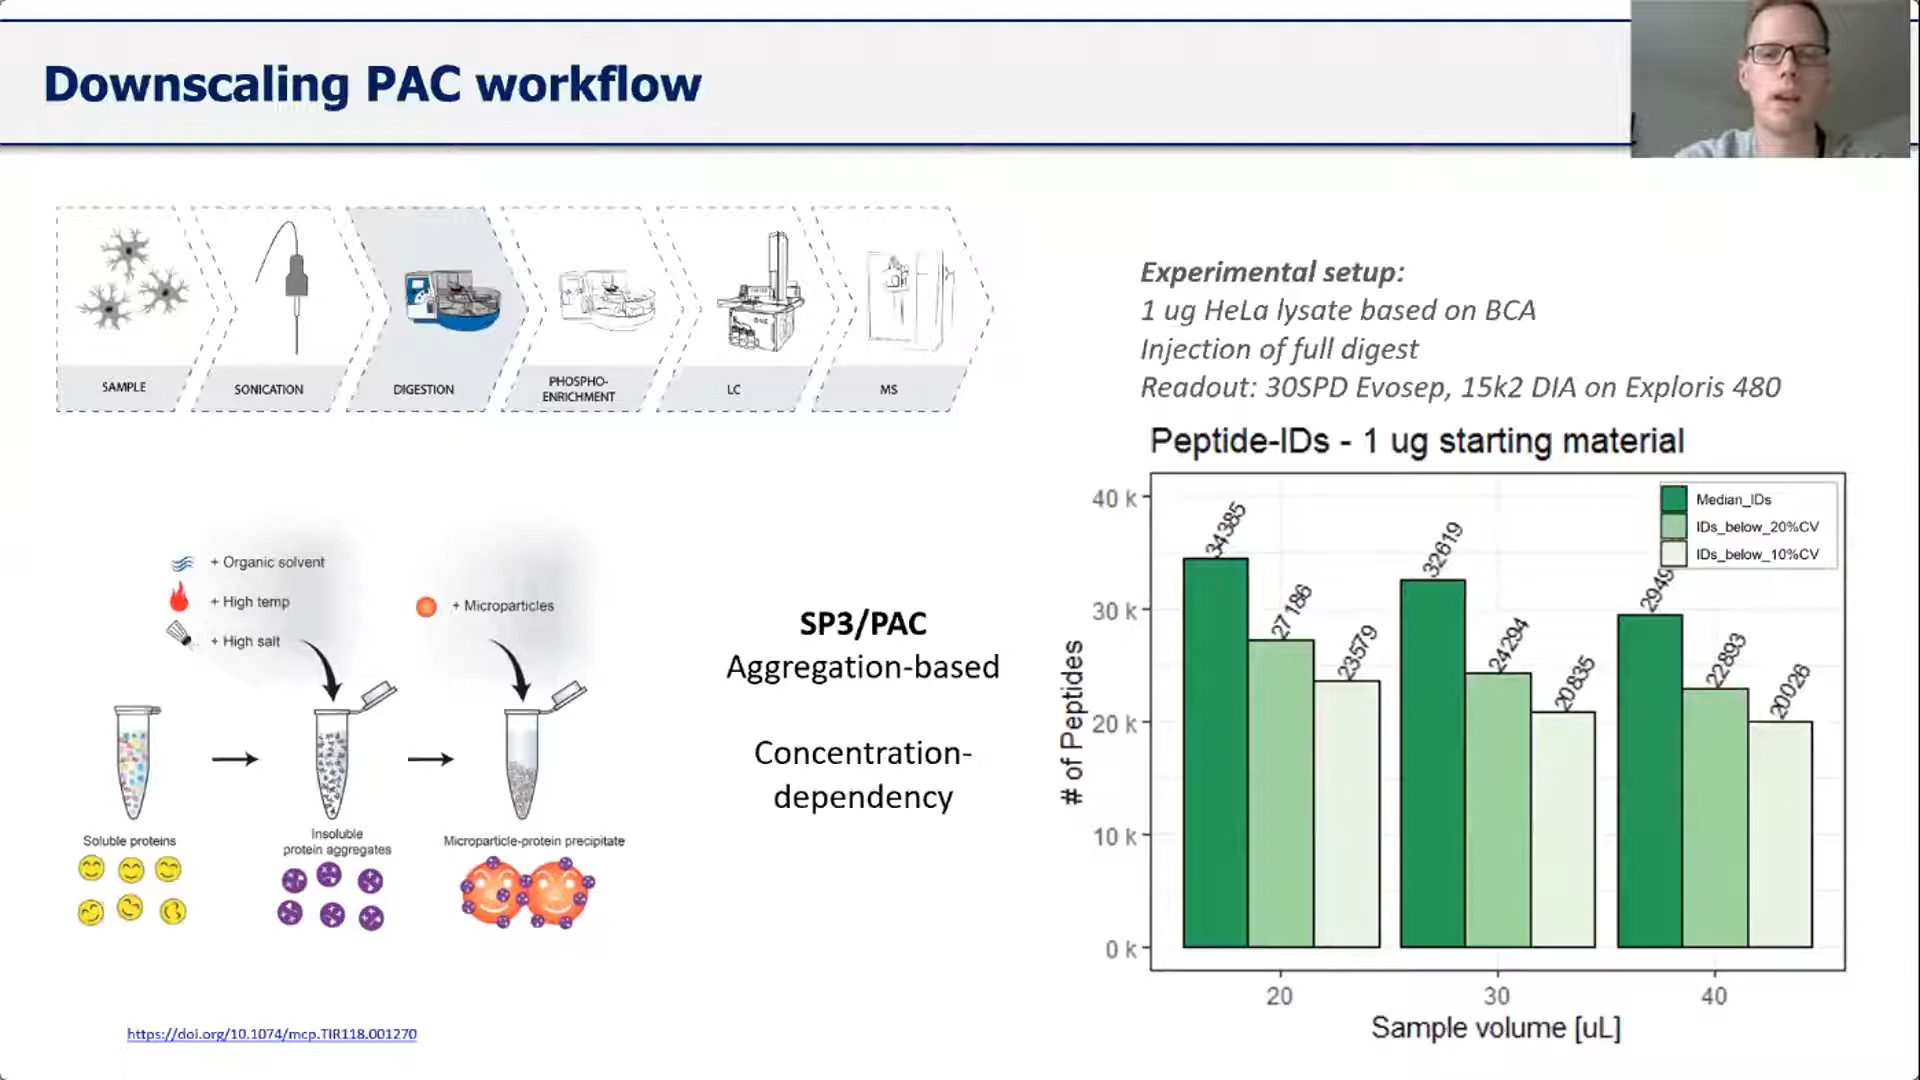 Downscaling PAC workflow
SAMPLE
SONICATION
DIGESTION
PHOSPHO-
ENRICHMENT
LC
MS
Experimental setup:
1 ug HeLa lysate based on BCA
Injection of full digest
Readout: 30SPD Evosep, 15k2 DIA on Exploris 480
+ Organic solvent
+ High temp
+ High salt
+ Microparticles
Soluble proteins
Insoluble
protein aggregates
Microparticle-protein precipitate
SP3/PAC
Aggregation-based
Concentration-
dependency
Peptide-IDs - 1 ug starting material
Median_IDs
IDs_below_20%CV
IDs_below_10%CV
# of Peptides
40 k
30 k
20 k
10 k
0 k
34385
27186
23579
32619
24294
20835
2949
22893
20026
20
30
40
Sample volume [uL]
https://doi.org/10.1074/mcp.TIR118.001270